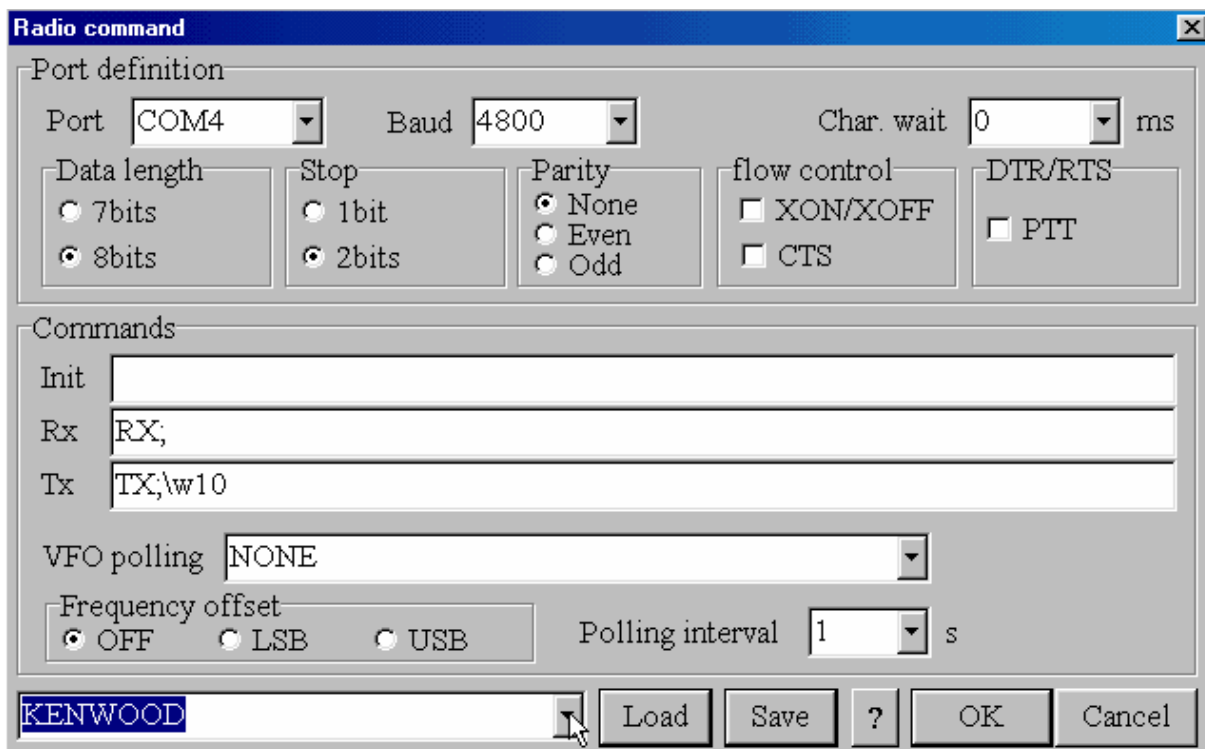 Radio command
Port definition
Port COM4 Baud 4800 Char. wait 0 ms
Data length Stop Parity flow control DTR/RTS
7bits 1bit None XON/XOFF PTT
8bits 2bits Even CTS
Odd
Commands
Init
Rx RX;
Tx TX;\w10
VFO polling NONE
Frequency offset
OFF LSB USB Polling interval 1 s
KENWOOD Load Save ? OK Cancel